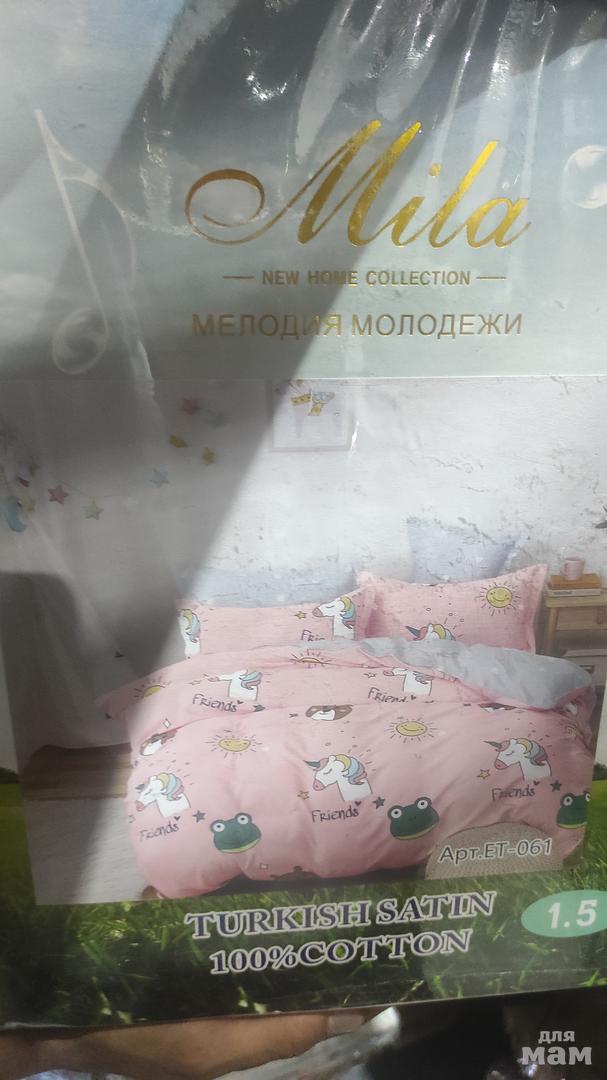 Mila
NEW HOME COLLECTION
МЕЛОДИЯ МОЛОДЕЖИ
Friends
Friends
Friends
Friends
Friends
Арт.ET-061
TURKISH SATIN
100%COTTON
1.5
для
мам